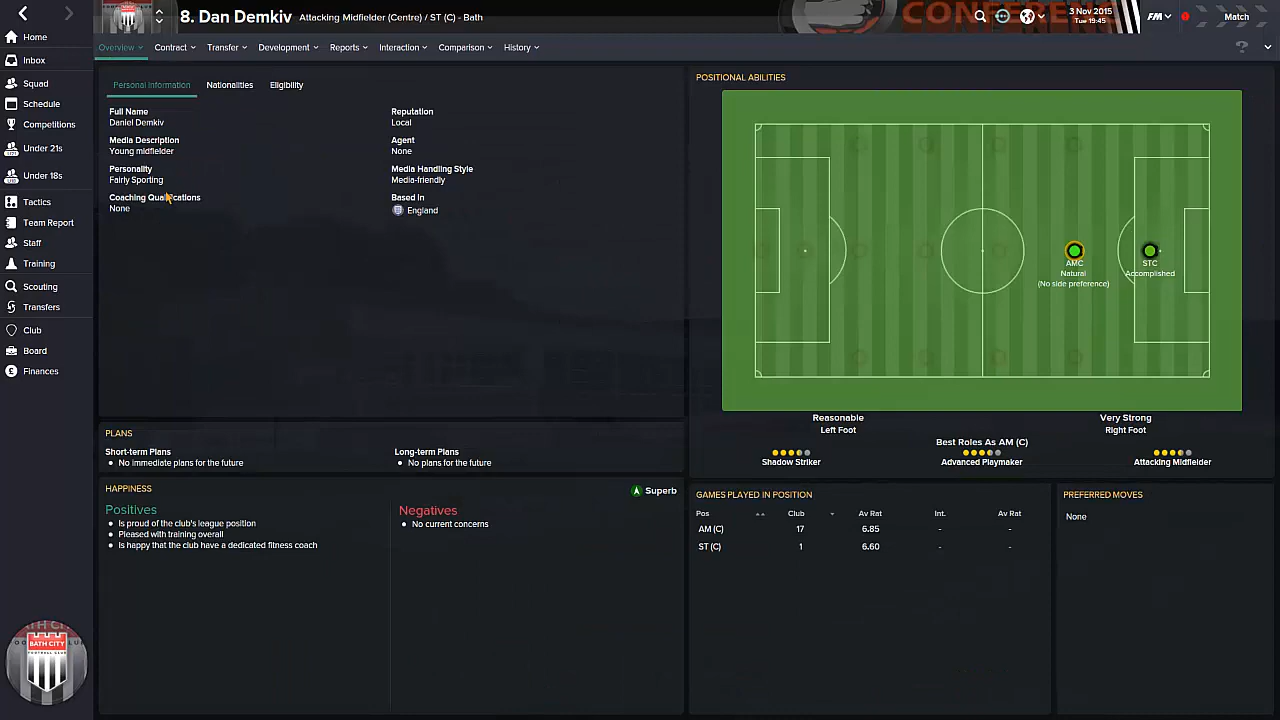 8. Dan Demkiv Attacking Midfielder (Centre) / ST (C) - Bath
CONFERENCE
3 Nov 2015
Tue 19:45
FM
Match
Home
Inbox
Squad
Schedule
Competitions
Under 21s
Under 18s
Tactics
Team Report
Staff
Training
Scouting
Transfers
Club
Board
Finances
BATH CITY
FOOTBALL CLUB
Overview Contract Transfer Development Reports Interaction Comparison History
Personal Information Nationalities Eligibility
Full Name
Daniel Demkiv
Media Description
Young midfielder
Personality
Fairly Sporting
Coaching Qualifications
None
Reputation
Local
Agent
None
Media Handling Style
Media-friendly
Based In
England
PLANS
Short-term Plans
No immediate plans for the future
Long-term Plans
No plans for the future
HAPPINESS
Superb
Positives
Is proud of the club's league position
Pleased with training overall
Is happy that the club have a dedicated fitness coach
Negatives
No current concerns
POSITIONAL ABILITIES
AMC
Natural
(No side preference)
STC
Accomplished
Reasonable
Left Foot
Very Strong
Right Foot
Best Roles As AM (C)
Shadow Striker
Advanced Playmaker
Attacking Midfielder
GAMES PLAYED IN POSITION
Pos Club Av Rat Int. Av Rat
AM (C) 17 6.85 - -
ST (C) 1 6.60 - -
PREFERRED MOVES
None